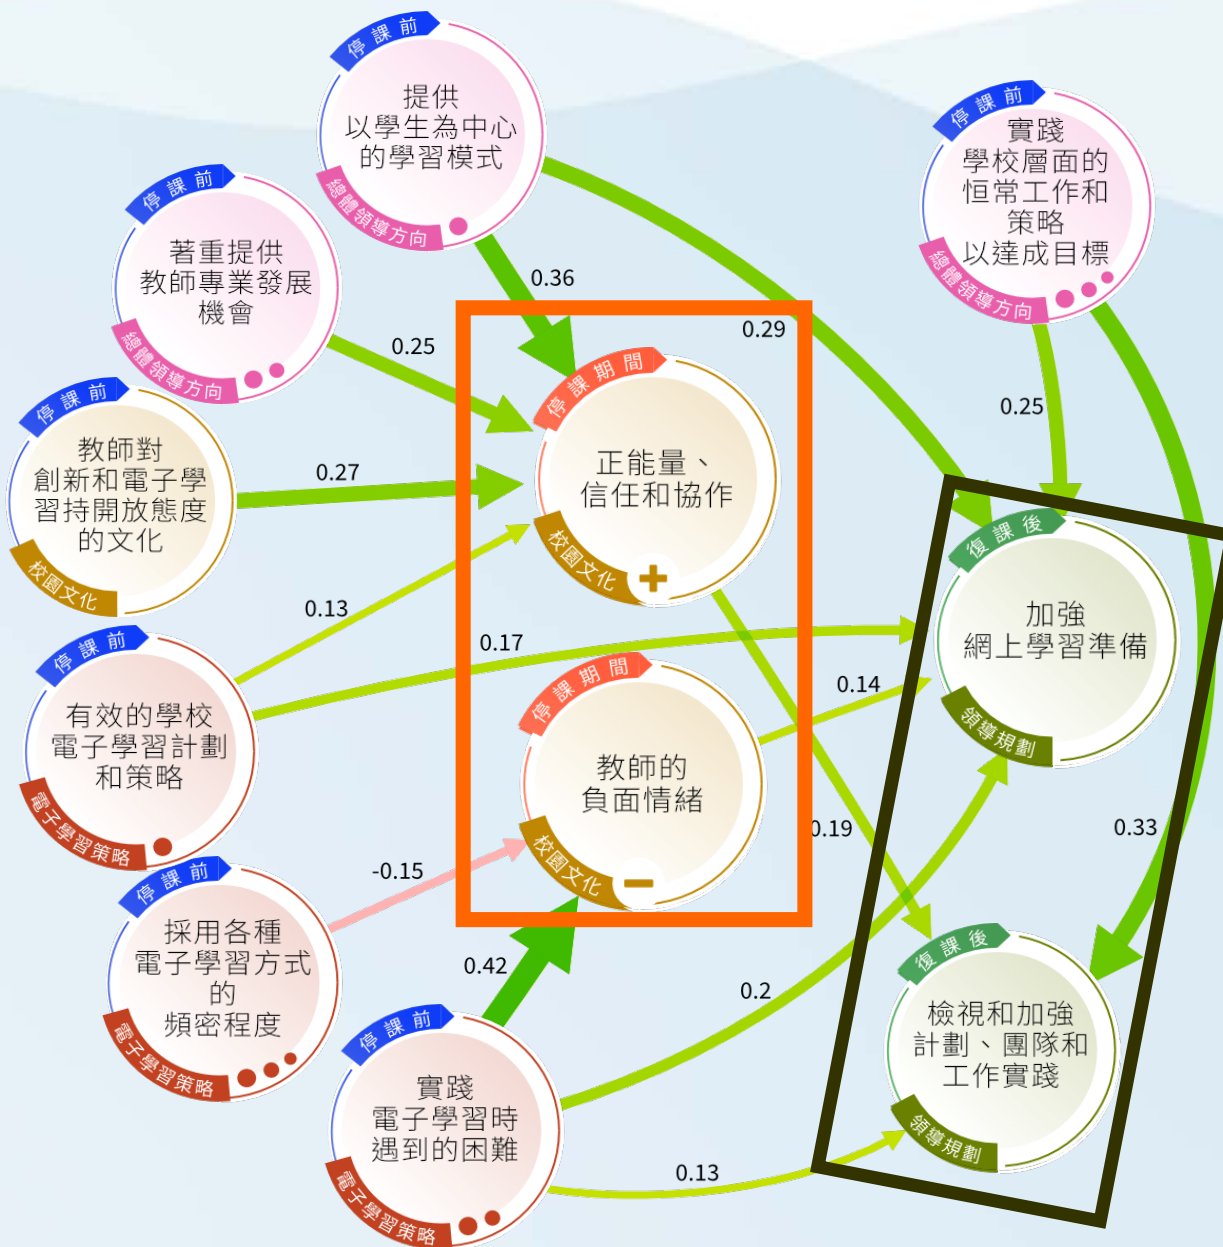 停課前
提供
以學生為中心
的學習模式
總體領導方向
停課前
實踐
學校層面的
恒常工作和
策略
以達成目標
總體領導方向
停課前
著重提供
教師專業發展
機會
總體領導方向
0.36
0.25
0.29
0.25
停課前
教師對
創新和電子學
習持開放態度
的文化
校園文化
0.27
停課期間
正能量、
信任和協作
校園文化
0.13
0.17
復課後
加強
網上學習準備
領導規劃
停課前
有效的學校
電子學習計劃
和策略
電子學習策略
停課期間
教師的
負面情緒
校園文化
0.14
0.19
0.33
-0.15
停課前
採用各種
電子學習方式
的
頻密程度
電子學習策略
0.42
0.2
復課後
檢視和加強
計劃、團隊和
工作實踐
領導規劃
停課前
實踐
電子學習時
遇到的困難
電子學習策略
0.13